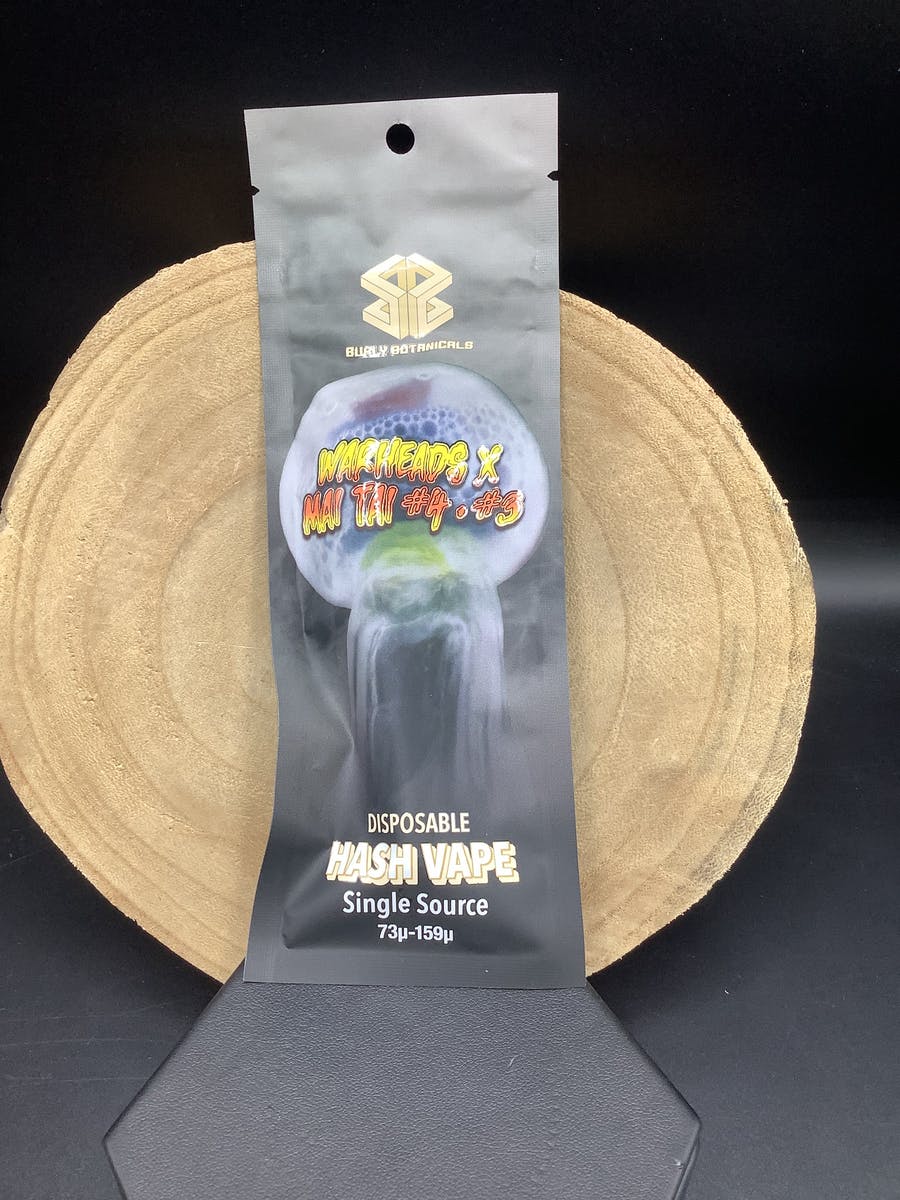 BURLY BOTANICALS
WARHEADS X
MAI TAI #4 . #3
DISPOSABLE
HASH VAPE
Single Source
73µ-159µ